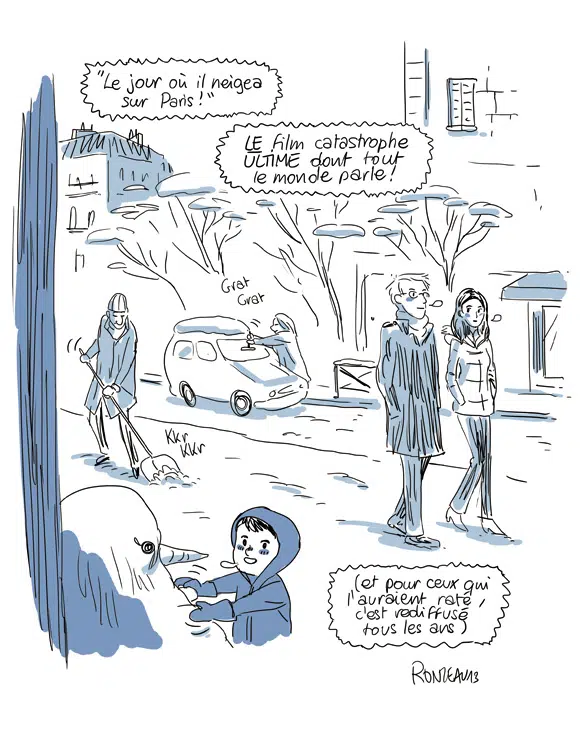 "Le jour où il neigea
sur Paris!"
LE film catastrophe
ULTIME dont tout
le monde parle!
Grat
Grat
Kkr
Kkr
(et pour ceux qui
l'auraient raté,
c'est rediffusé
tous les ans)
RONZEAU13